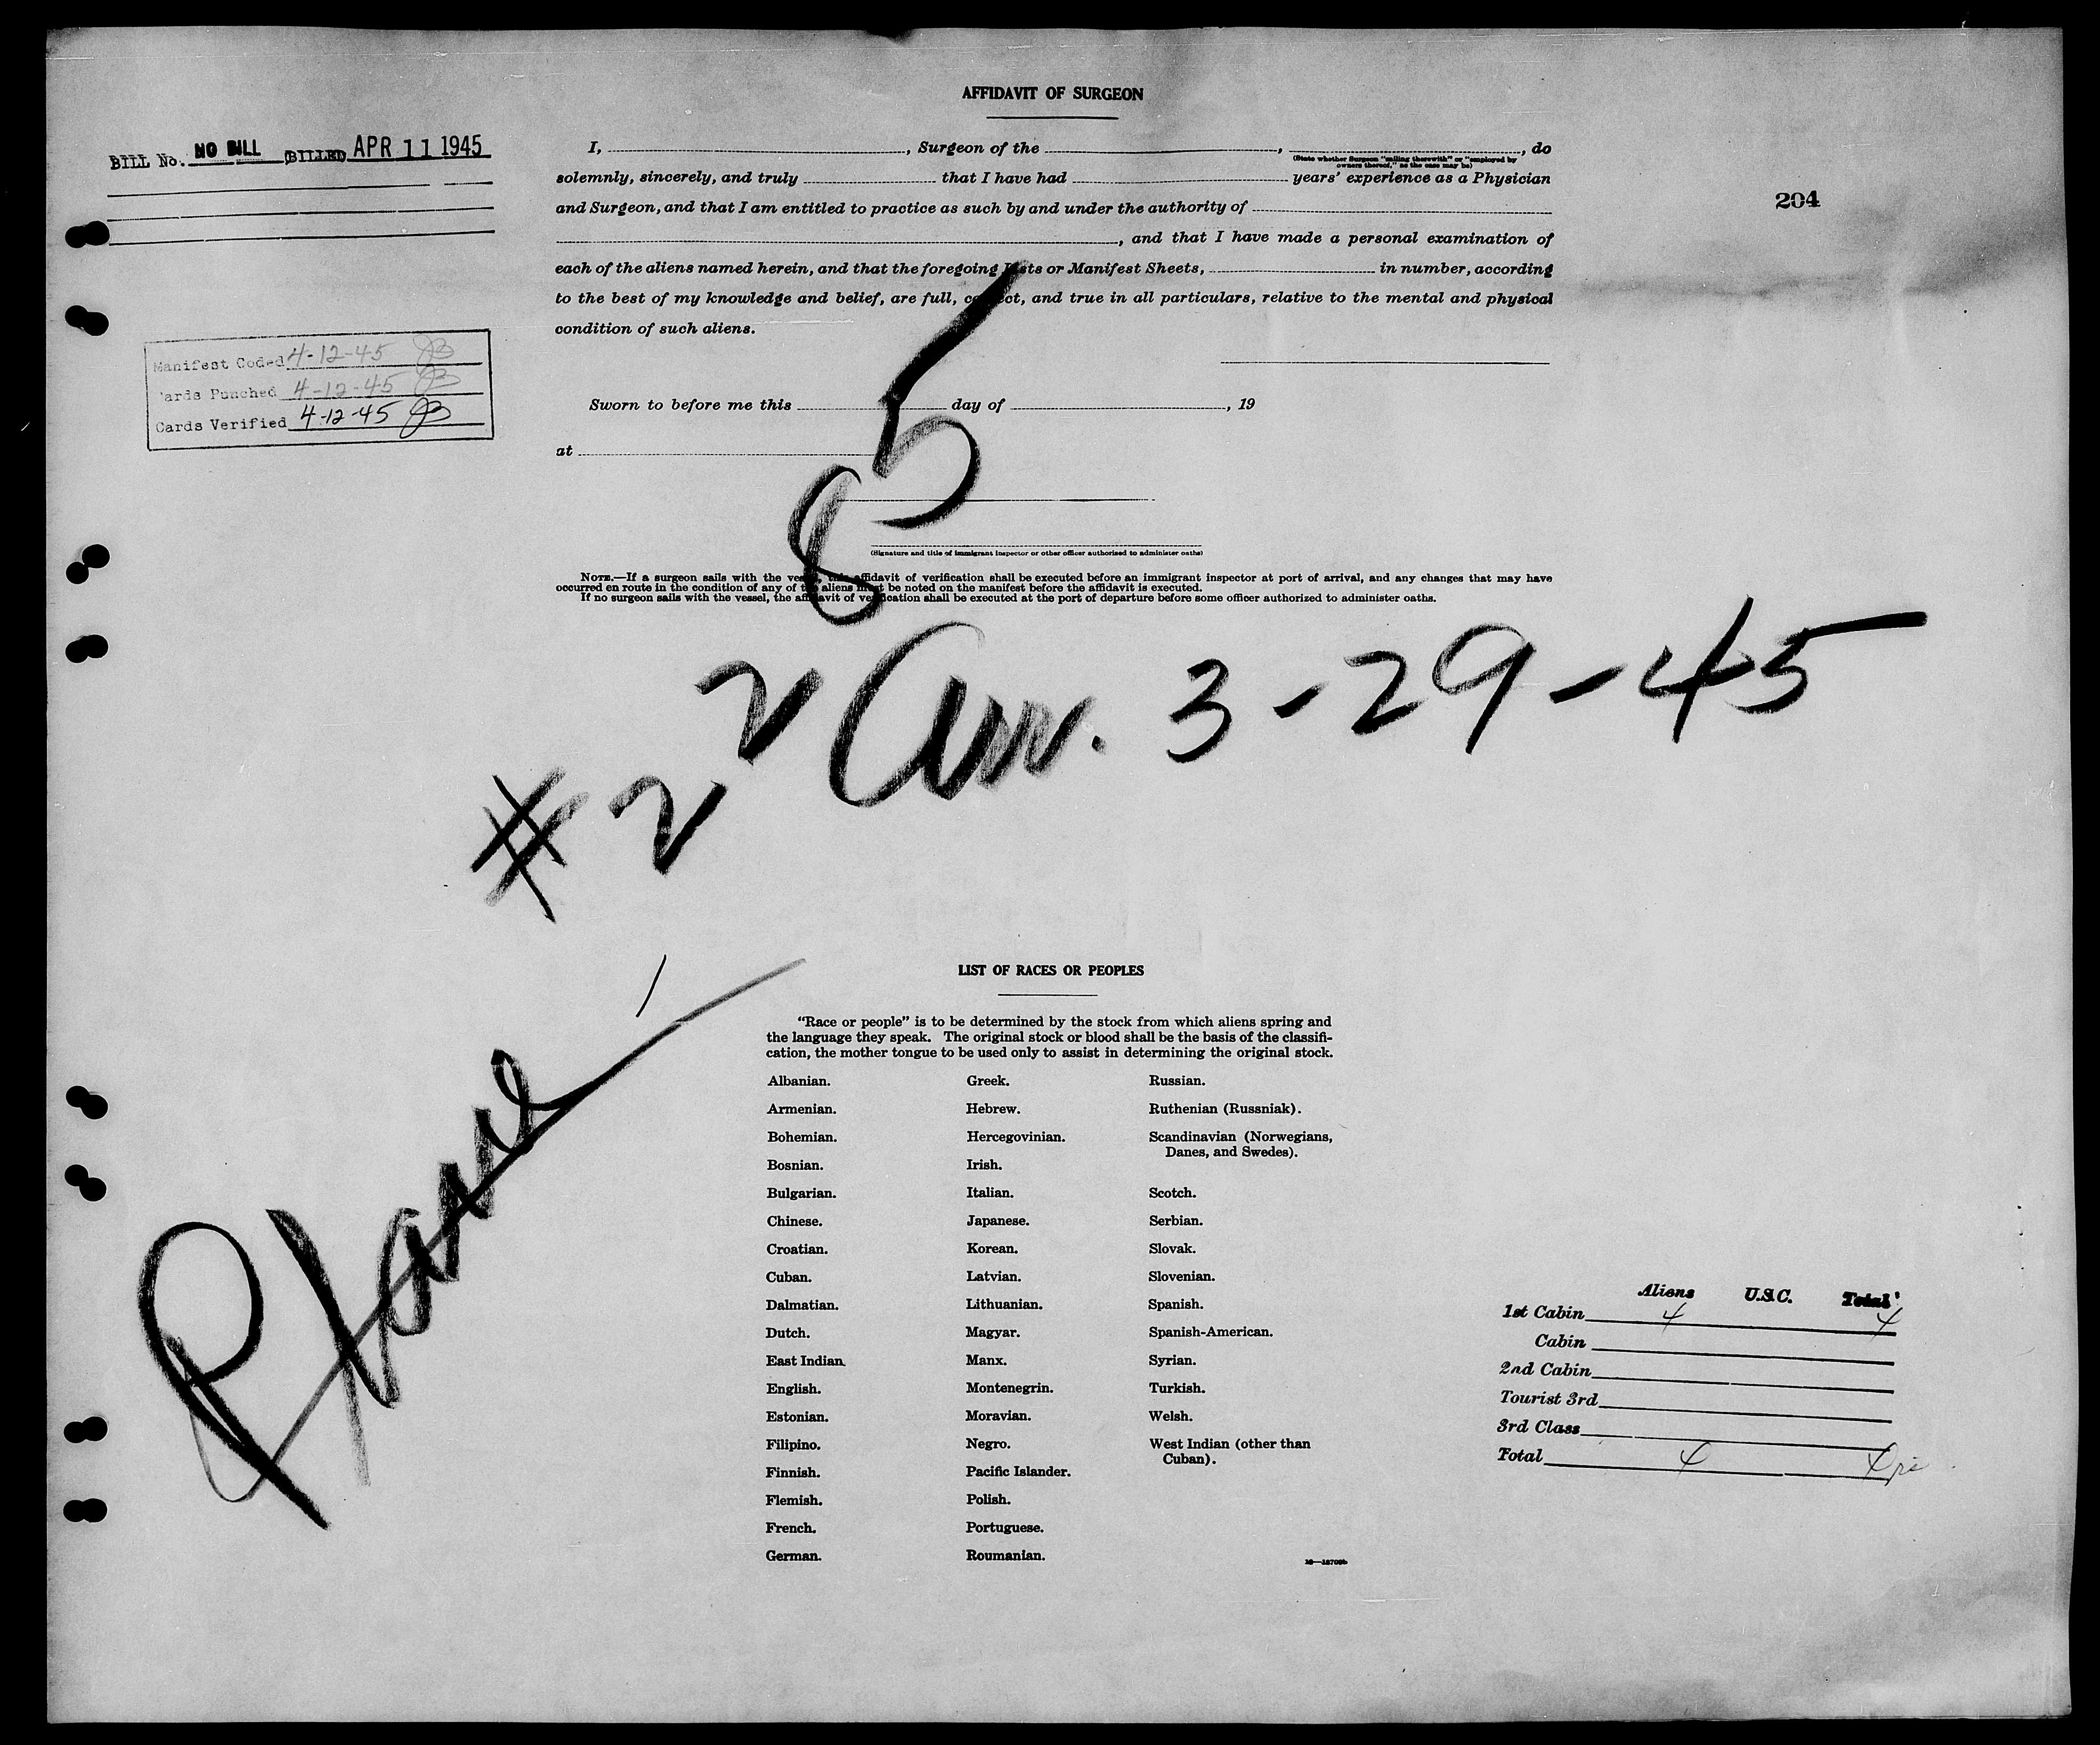 AFFIDAVIT OF SURGEON
BILL No. NO BILL BILLED APR 11 1945
204
I, , Surgeon of the , , do
(State whether Surgeon "sailing therewith" or "employed by owners thereof," as the case may be)
solemnly, sincerely, and truly that I have had years' experience as a Physician
and Surgeon, and that I am entitled to practice as such by and under the authority of
, and that I have made a personal examination of
each of the aliens named herein, and that the foregoing Lists or Manifest Sheets, in number, according
to the best of my knowledge and belief, are full, correct, and true in all particulars, relative to the mental and physical
condition of such aliens.
Manifest Coded 4-12-45 JB
Cards Punched 4-12-45 JB
Cards Verified 4-12-45 JB
Sworn to before me this day of , 19
at
(Signature and title of immigrant inspector or other officer authorized to administer oaths)
NOTE.—If a surgeon sails with the vessel, this affidavit of verification shall be executed before an immigrant inspector at port of arrival, and any changes that may have
occurred en route in the condition of any of the aliens must be noted on the manifest before the affidavit is executed.
If no surgeon sails with the vessel, the affidavit of verification shall be executed at the port of departure before some officer authorized to administer oaths.
Plane # 2285
Arr. 3-29-45
LIST OF RACES OR PEOPLES
"Race or people" is to be determined by the stock from which aliens spring and
the language they speak. The original stock or blood shall be the basis of the classifi-
cation, the mother tongue to be used only to assist in determining the original stock.
Albanian.
Armenian.
Bohemian.
Bosnian.
Bulgarian.
Chinese.
Croatian.
Cuban.
Dalmatian.
Dutch.
East Indian.
English.
Estonian.
Filipino.
Finnish.
Flemish.
French.
German.
Greek.
Hebrew.
Hercegovinian.
Irish.
Italian.
Japanese.
Korean.
Latvian.
Lithuanian.
Magyar.
Manx.
Montenegrin.
Moravian.
Negro.
Pacific Islander.
Polish.
Portuguese.
Roumanian.
Russian.
Ruthenian (Russniak).
Scandinavian (Norwegians,
Danes, and Swedes).
Scotch.
Serbian.
Slovak.
Slovenian.
Spanish.
Spanish-American.
Syrian.
Turkish.
Welsh.
West Indian (other than
Cuban).
Aliens U.S.C. Total
1st Cabin 4 4
Cabin
2nd Cabin
Tourist 3rd
3rd Class
Total 4 4